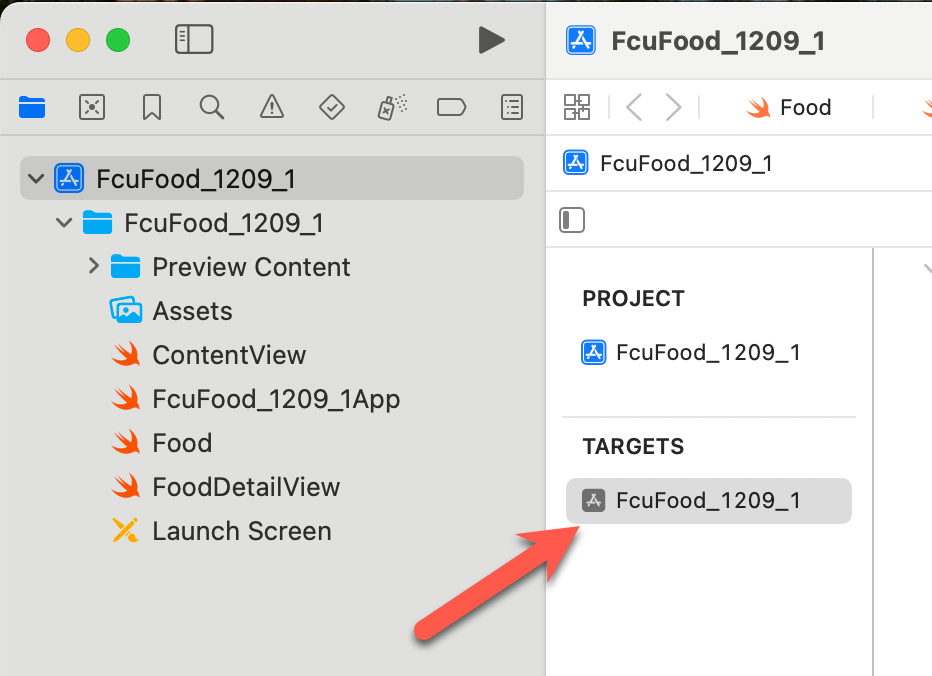 FcuFood_1209_1
Food
FcuFood_1209_1
FcuFood_1209_1
FcuFood_1209_1
Preview Content
Assets
ContentView
FcuFood_1209_1App
Food
FoodDetailView
Launch Screen
PROJECT
FcuFood_1209_1
TARGETS
FcuFood_1209_1